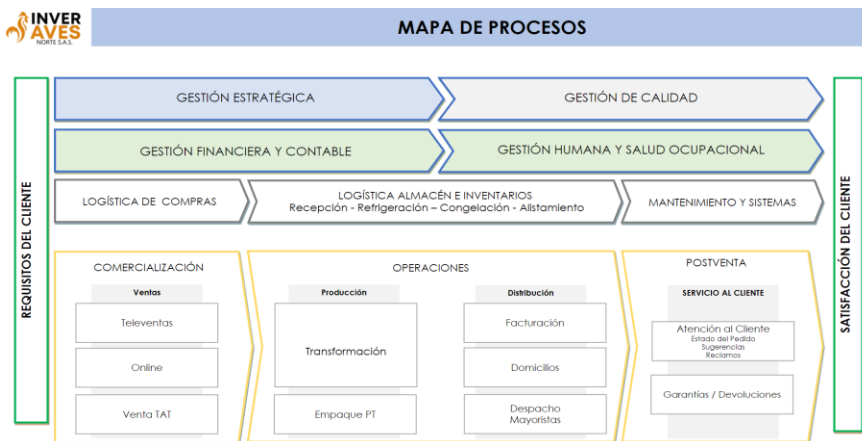 INVER
AVES
NORTE S.A.S.
MAPA DE PROCESOS
REQUISITOS DEL CLIENTE
GESTIÓN ESTRATÉGICA
GESTIÓN DE CALIDAD
GESTIÓN FINANCIERA Y CONTABLE
GESTIÓN HUMANA Y SALUD OCUPACIONAL
LOGÍSTICA DE COMPRAS
LOGÍSTICA ALMACÉN E INVENTARIOS
Recepción - Refrigeración – Congelación - Alistamiento
MANTENIMIENTO Y SISTEMAS
COMERCIALIZACIÓN
Ventas
Televentas
Online
Venta TAT
OPERACIONES
Producción
Transformación
Empaque PT
Distribución
Facturación
Domicilios
Despacho
Mayoristas
POSTVENTA
SERVICIO AL CLIENTE
Atención al Cliente
Estado del Pedido
Sugerencias
Reclamos
Garantías / Devoluciones
SATISFACCIÓN DEL CLIENTE